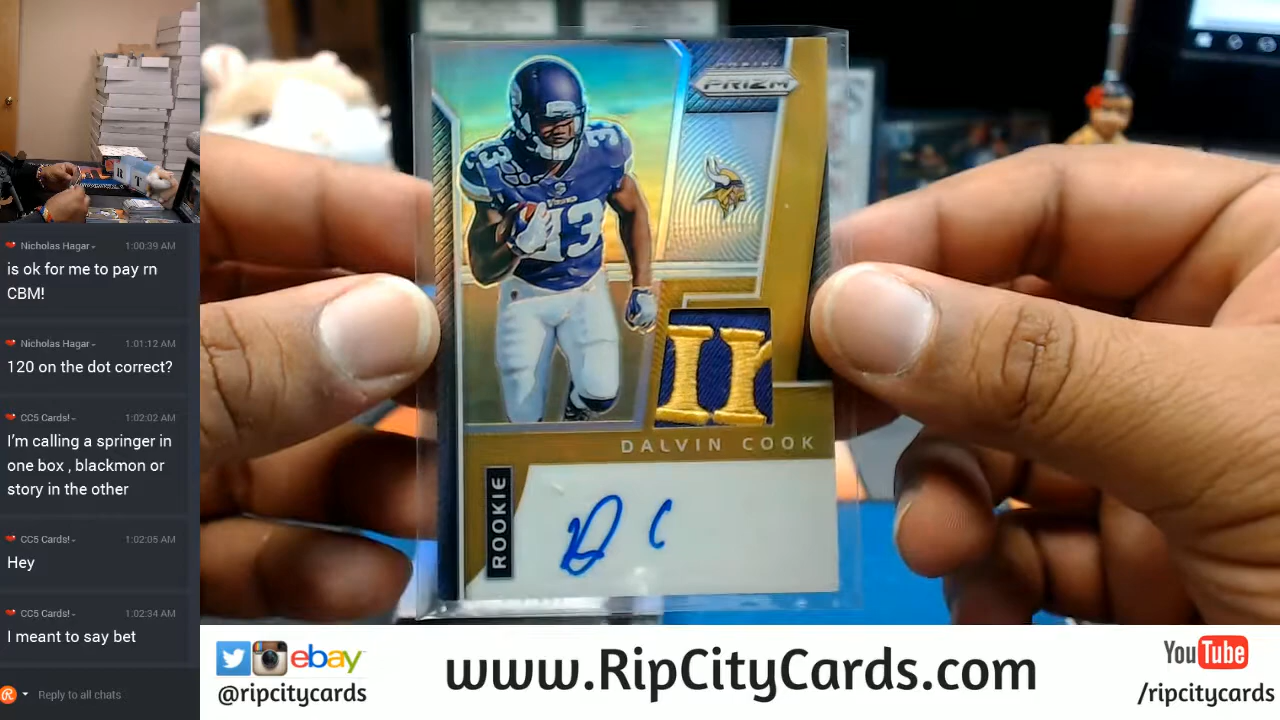 Nicholas Hagar
1:00:39 AM
is ok for me to pay rn
CBM!
Nicholas Hagar
1:01:12 AM
120 on the dot correct?
CC5 Cards!
1:02:02 AM
I'm calling a springer in
one box , blackmon or
story in the other
CC5 Cards!
1:02:05 AM
Hey
CC5 Cards!
1:02:34 AM
I meant to say bet
Reply to all chats
R T
PRIZM
33
33
VIKINGS
DALVIN COOK
ROOKIE
D C
ebay
@ripcitycards
www.RipCityCards.com
YouTube
/ripcitycards